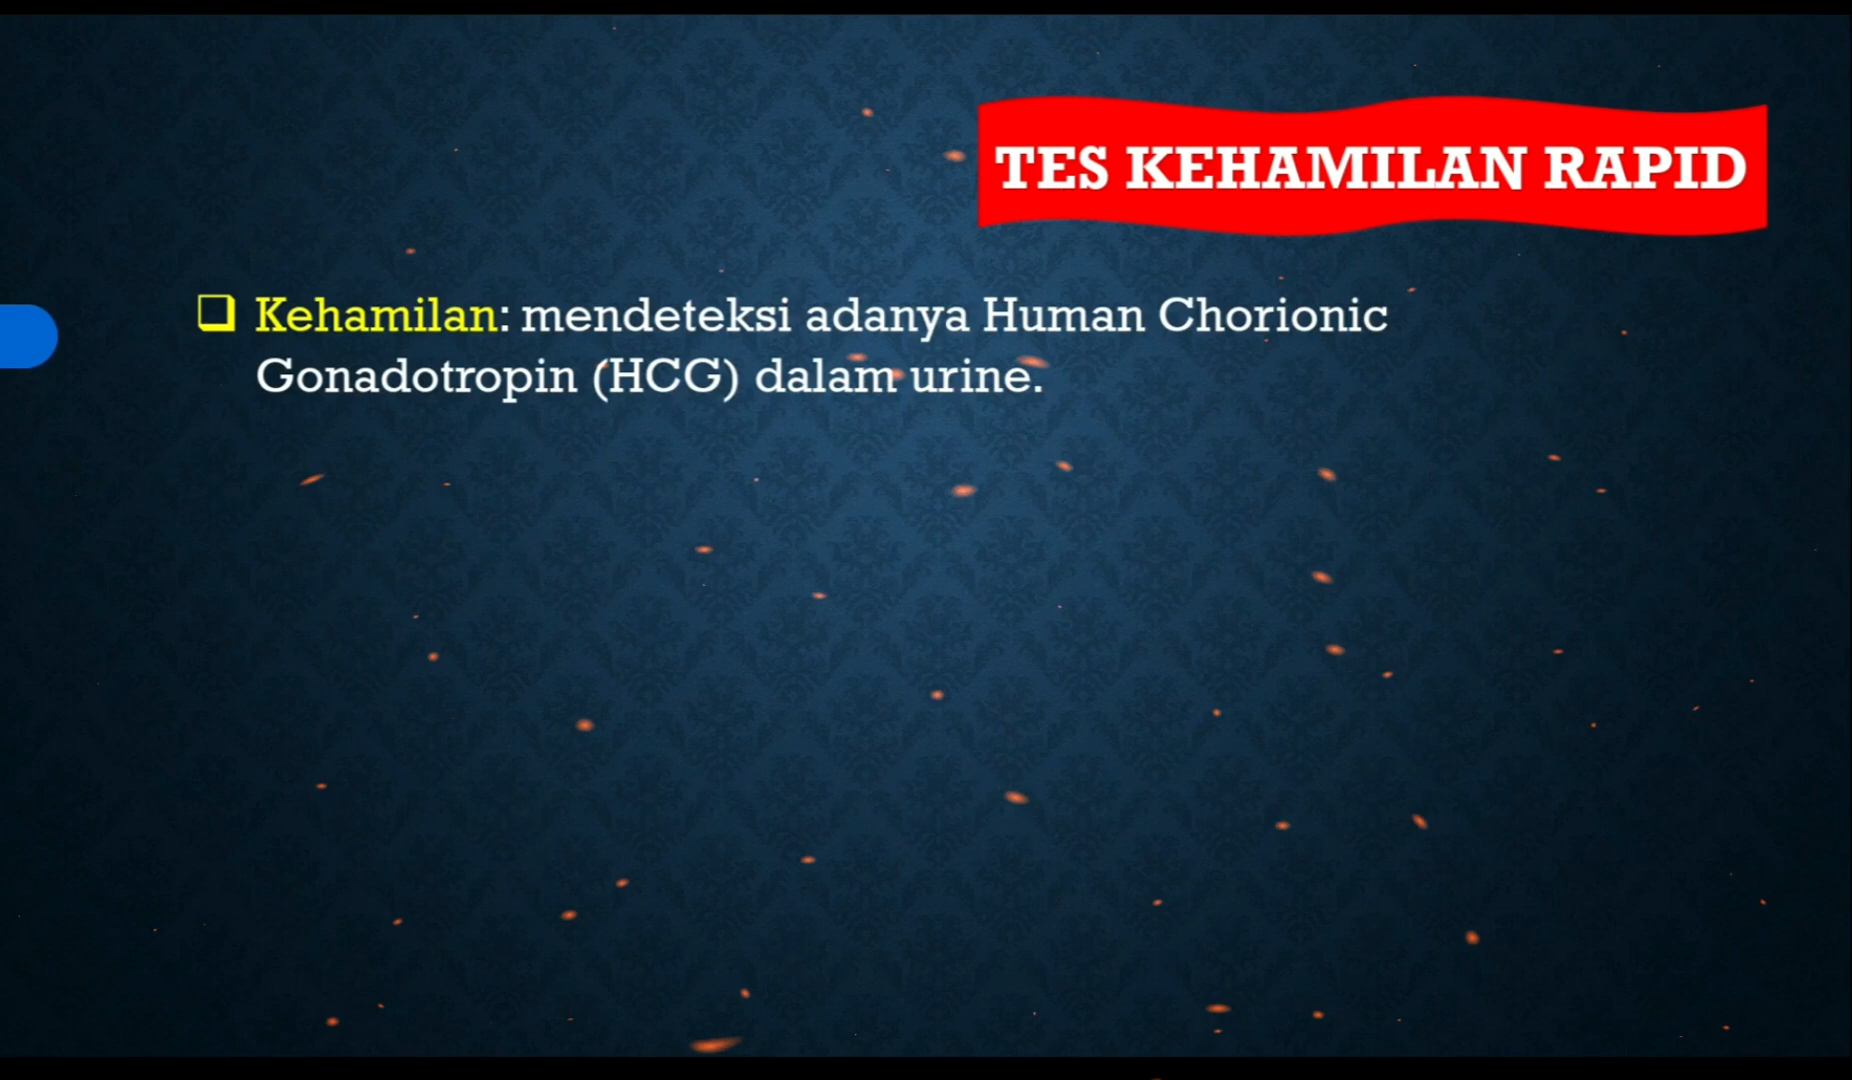 TES KEHAMILAN RAPID
Kehamilan: mendeteksi adanya Human Chorionic
Gonadotropin (HCG) dalam urine.